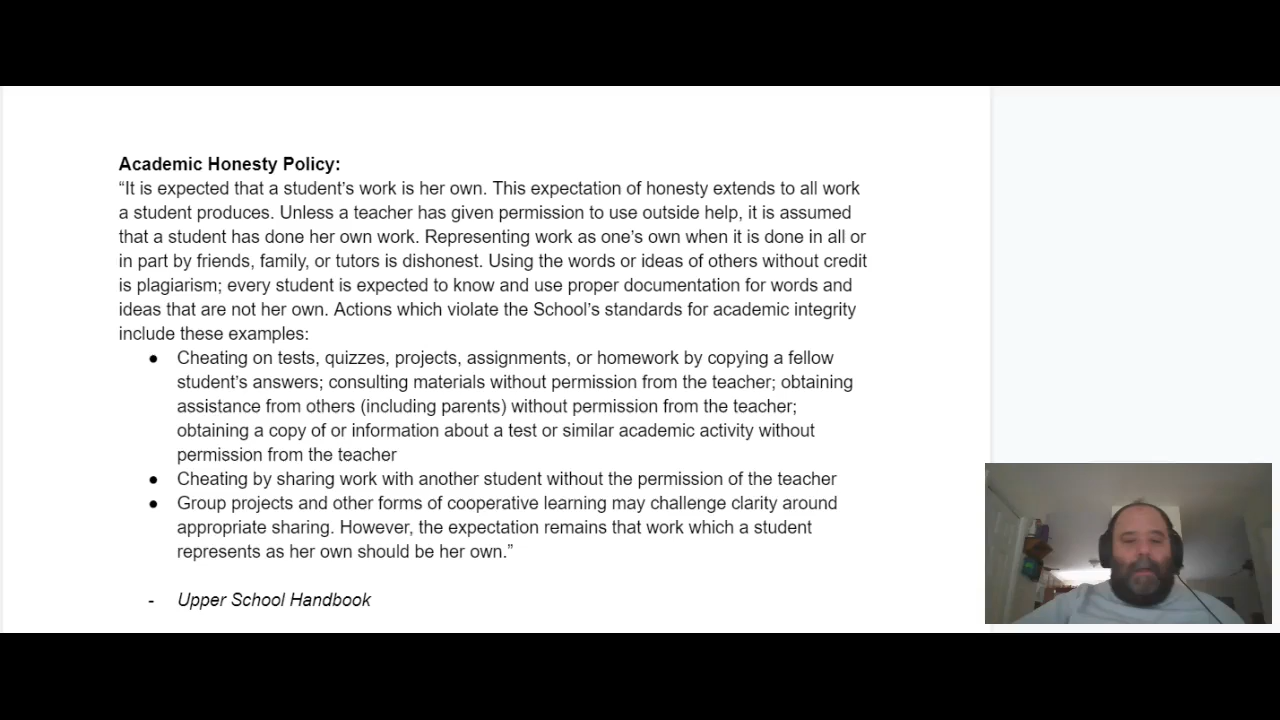 Academic Honesty Policy:
“It is expected that a student’s work is her own. This expectation of honesty extends to all work
a student produces. Unless a teacher has given permission to use outside help, it is assumed
that a student has done her own work. Representing work as one’s own when it is done in all or
in part by friends, family, or tutors is dishonest. Using the words or ideas of others without credit
is plagiarism; every student is expected to know and use proper documentation for words and
ideas that are not her own. Actions which violate the School’s standards for academic integrity
include these examples:
● Cheating on tests, quizzes, projects, assignments, or homework by copying a fellow
student’s answers; consulting materials without permission from the teacher; obtaining
assistance from others (including parents) without permission from the teacher;
obtaining a copy of or information about a test or similar academic activity without
permission from the teacher
● Cheating by sharing work with another student without the permission of the teacher
● Group projects and other forms of cooperative learning may challenge clarity around
appropriate sharing. However, the expectation remains that work which a student
represents as her own should be her own.”
- Upper School Handbook